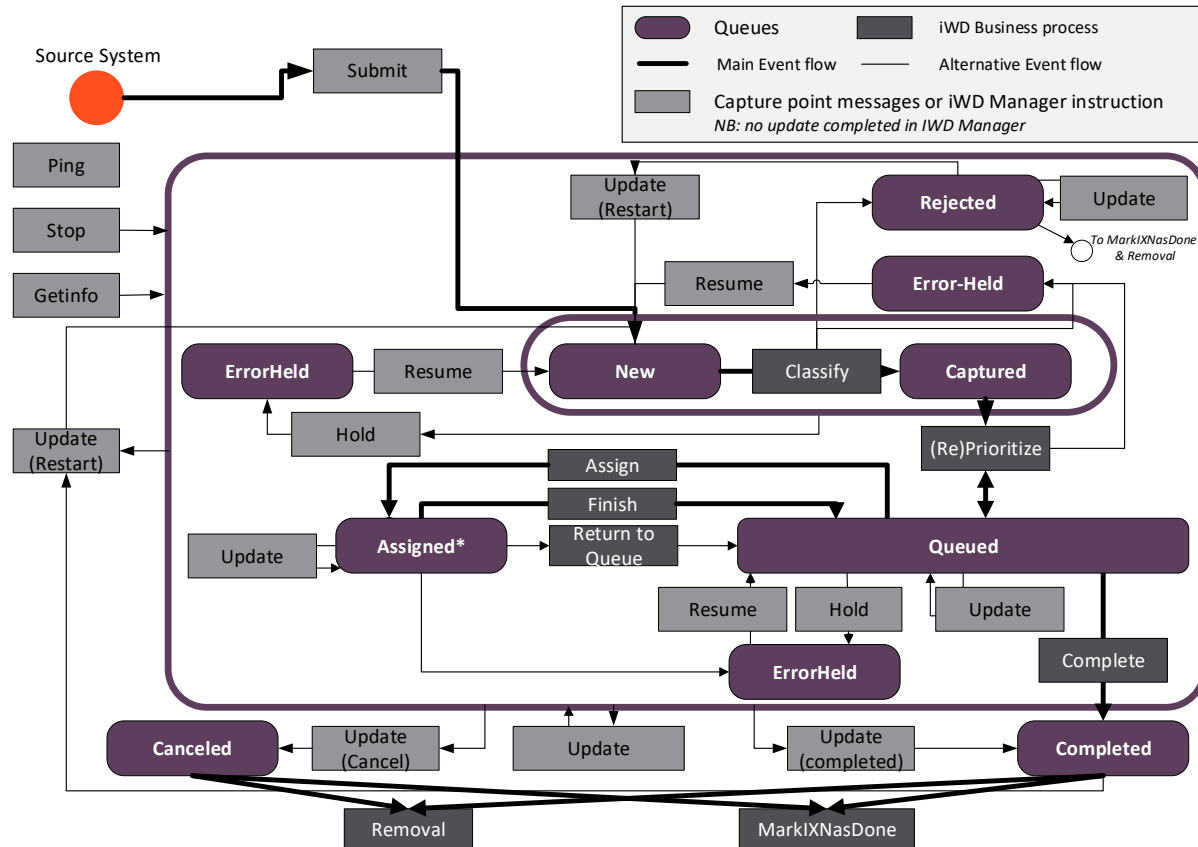 Queues
iWD Business process
Source System
Submit
Main Event flow
Alternative Event flow
Capture point messages or iWD Manager instruction
NB: no update completed in IWD Manager
Ping
Update
(Restart)
Rejected
Update
Stop
To MarkIXNasDone
& Removal
Getinfo
Resume
Error-Held
ErrorHeld
Resume
New
Classify
Captured
Update
(Restart)
Hold
(Re)Prioritize
Assign
Finish
Update
Assigned*
Return to
Queue
Queued
Resume
Hold
Update
ErrorHeld
Complete
Canceled
Update
(Cancel)
Update
Update
(completed)
Completed
Removal
MarkIXNasDone